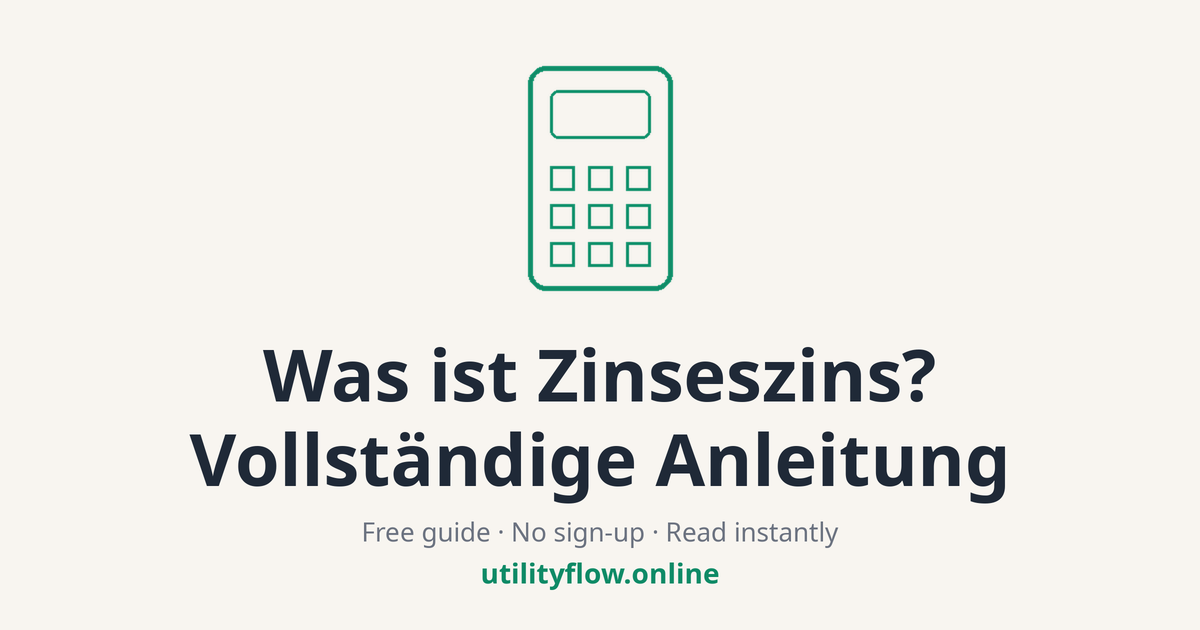 Was ist Zinseszins?
Vollständige Anleitung
Free guide · No sign-up · Read instantly
utilityflow.online